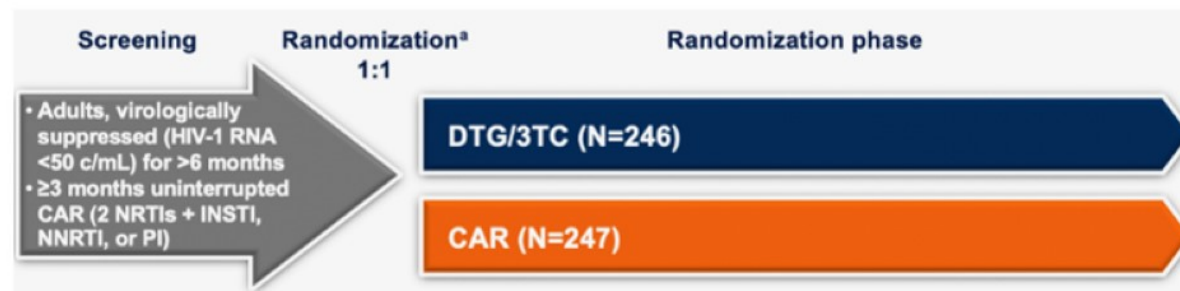 Screening
Randomizationᵃ
1:1
Randomization phase
• Adults, virologically
suppressed (HIV-1 RNA
<50 c/mL) for >6 months
• ≥3 months uninterrupted
CAR (2 NRTIs + INSTI,
NNRTI, or PI)
DTG/3TC (N=246)
CAR (N=247)